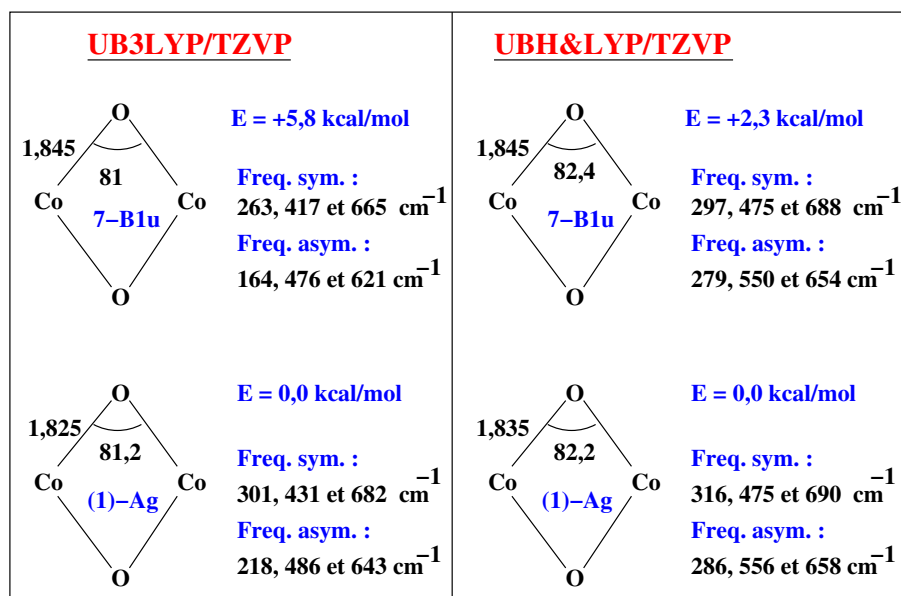 UB3LYP/TZVP
O
E = +5,8 kcal/mol
1,845
81
Freq. sym. :
Co
Co
263, 417 et 665 cm−1
7−B1u
Freq. asym. :
164, 476 et 621 cm−1
O
O
E = 0,0 kcal/mol
1,825
81,2
Freq. sym. :
Co
Co
301, 431 et 682 cm−1
(1)−Ag
Freq. asym. :
218, 486 et 643 cm−1
O
UBH&LYP/TZVP
O
E = +2,3 kcal/mol
1,845
82,4
Freq. sym. :
Co
Co
297, 475 et 688 cm−1
7−B1u
Freq. asym. :
279, 550 et 654 cm−1
O
O
E = 0,0 kcal/mol
1,835
82,2
Freq. sym. :
Co
Co
316, 475 et 690 cm−1
(1)−Ag
Freq. asym. :
286, 556 et 658 cm−1
O